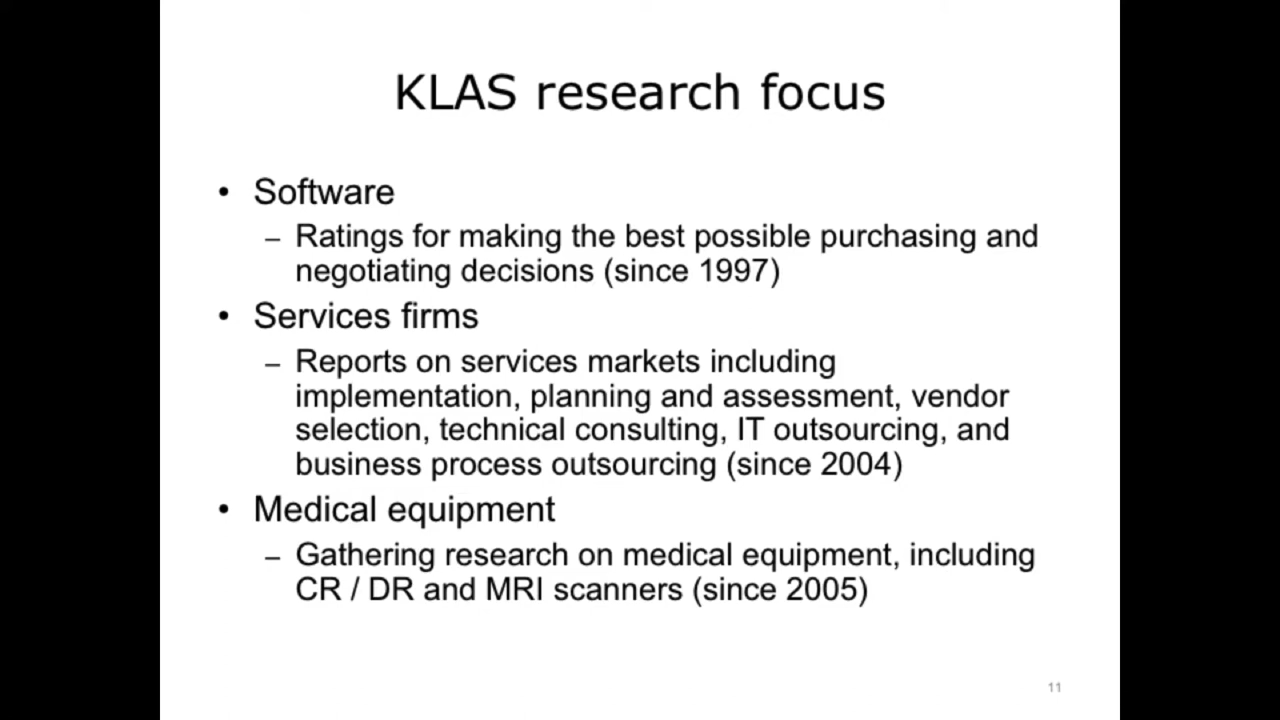 KLAS research focus
• Software
– Ratings for making the best possible purchasing and
negotiating decisions (since 1997)
• Services firms
– Reports on services markets including
implementation, planning and assessment, vendor
selection, technical consulting, IT outsourcing, and
business process outsourcing (since 2004)
• Medical equipment
– Gathering research on medical equipment, including
CR / DR and MRI scanners (since 2005)
11